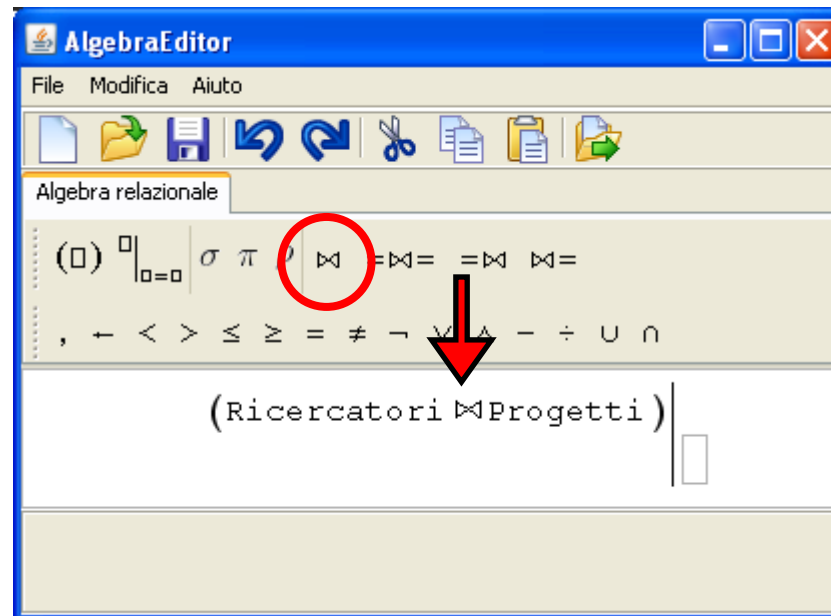 AlgebraEditor
File Modifica Aiuto
Algebra relazionale
(□) □|□=□ σ π ρ ⋈ =⋈= =⋈ ⋈=
, ← < > ≤ ≥ = ≠ ¬ ∨ ∧ − ÷ ∪ ∩
(Ricercatori⋈Progetti)